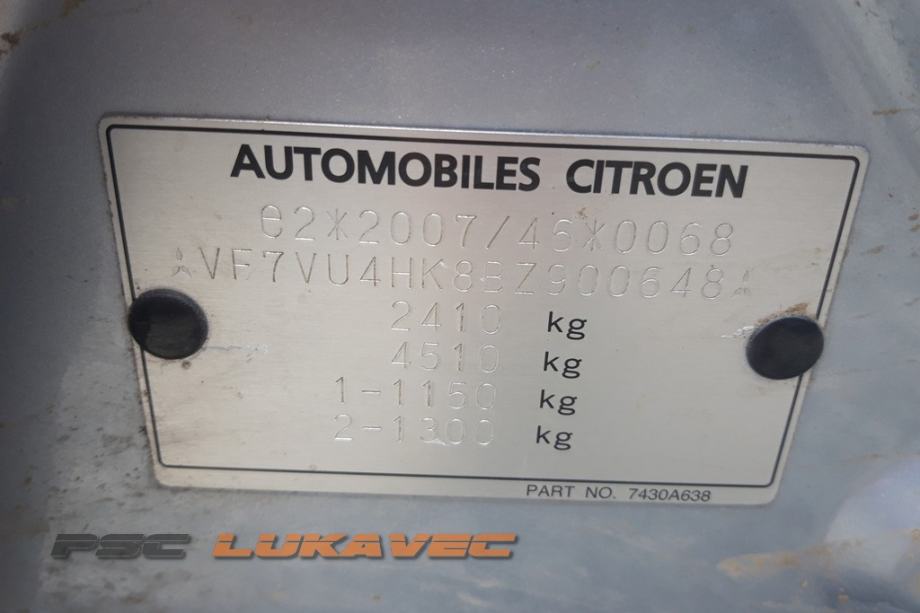 AUTOMOBILES CITROEN
e2*2007/46*0068
VF7VU4HK8BZ900648
2410 kg
4510 kg
1-1150 kg
2-1300 kg
PART NO. 7430A638
PSC LUKAVEC